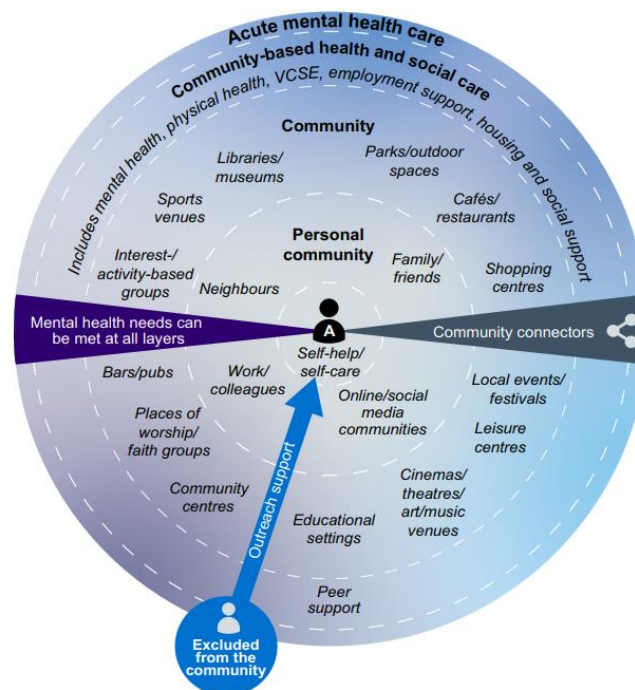 Acute mental health care
Community-based health and social care
Includes mental health, physical health, VCSE, employment support, housing and social support
Community
Libraries/
museums
Parks/outdoor
spaces
Sports
venues
Cafés/
restaurants
Personal
community
Interest-/
activity-based
groups
Neighbours
Family/
friends
Shopping
centres
Mental health needs can
be met at all layers
A
Community connectors
Self-help/
self-care
Bars/pubs
Work/
colleagues
Online/social
media
communities
Local events/
festivals
Places of
worship/
faith groups
Leisure
centres
Community
centres
Outreach support
Cinemas/
theatres/
art/music
venues
Educational
settings
Peer
support
Excluded
from the
community